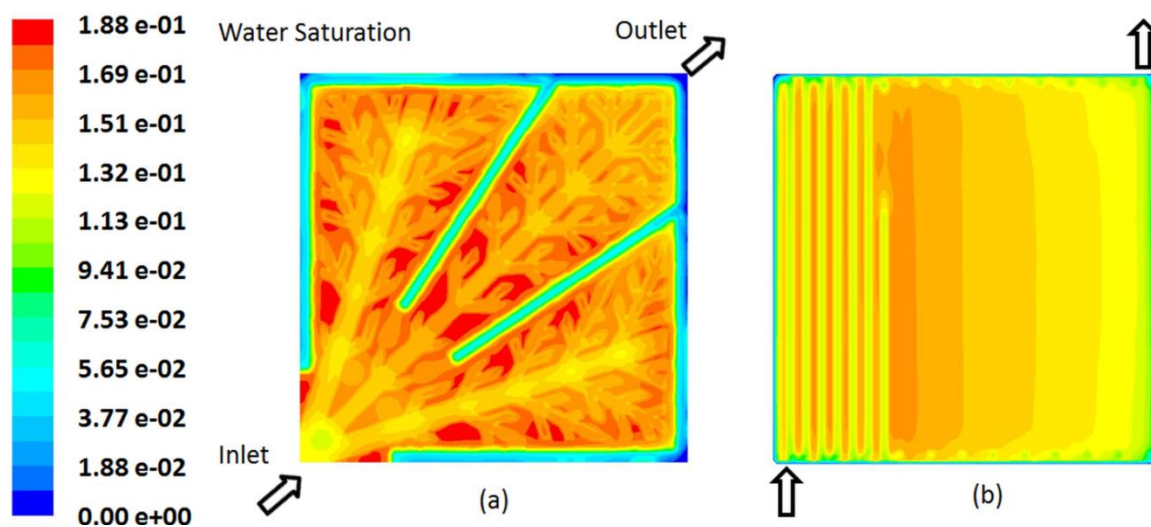 1.88 e-01
1.69 e-01
1.51 e-01
1.32 e-01
1.13 e-01
9.41 e-02
7.53 e-02
5.65 e-02
3.77 e-02
1.88 e-02
0.00 e+00
Water Saturation
Outlet
Inlet
(a)
(b)